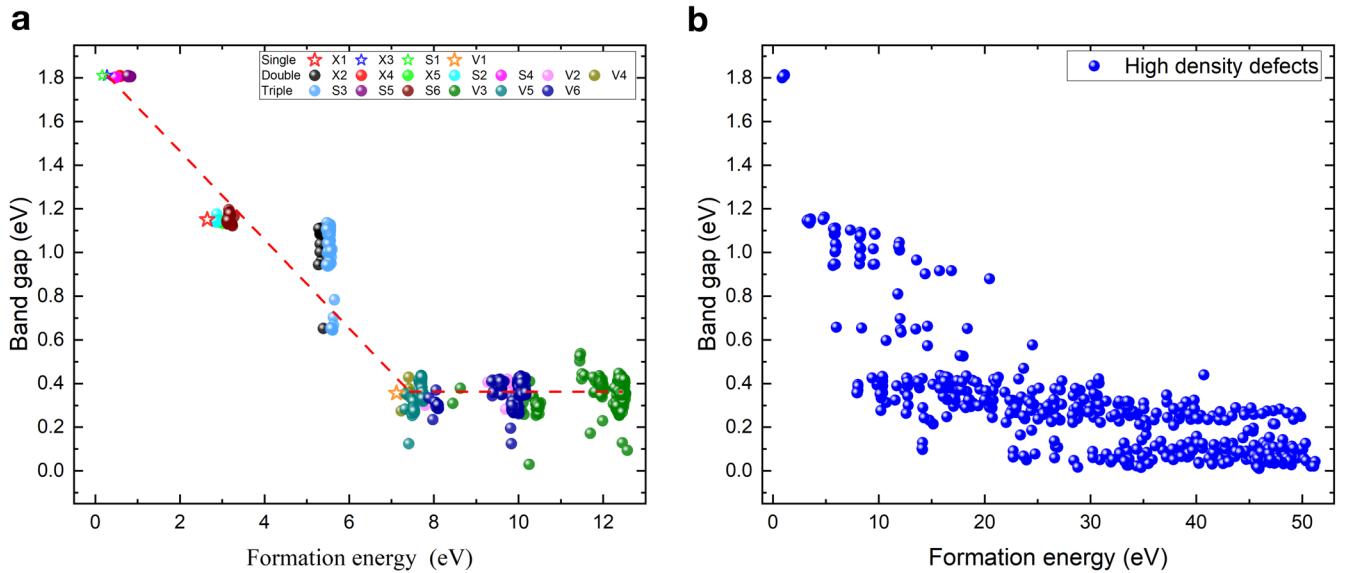 a
Single X1 X3 S1 V1
Double X2 X4 X5 S2 S4 V2 V4
Triple S3 S5 S6 V3 V5 V6
1.8
1.6
1.4
1.2
1.0
0.8
0.6
0.4
0.2
0.0
Band gap (eV)
0 2 4 6 8 10 12
Formation energy (eV)
b
High density defects
1.8
1.6
1.4
1.2
1.0
0.8
0.6
0.4
0.2
0.0
Band gap (eV)
0 10 20 30 40 50
Formation energy (eV)